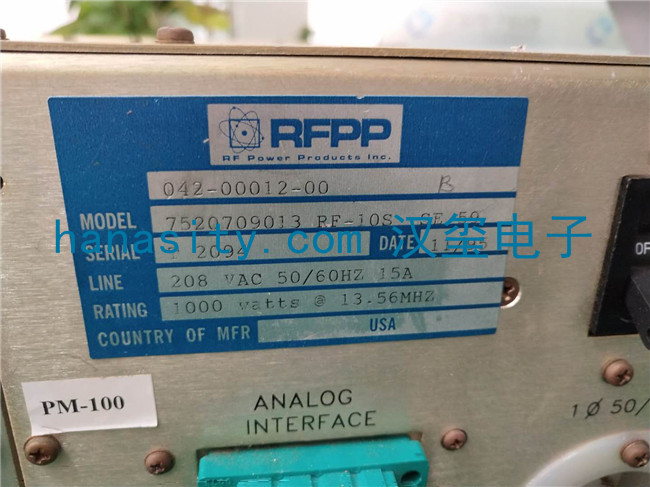 RFPP
RF Power Products Inc.
042-00012-00 B
MODEL 7520709013 RF-10S
hanasity.com 汉玺电子
SERIAL 2092 DATE
LINE 208 VAC 50/60HZ 15A
RATING 1000 watts @ 13.56MHZ
COUNTRY OF MFR USA
PM-100
ANALOG
INTERFACE
1Ø 50/